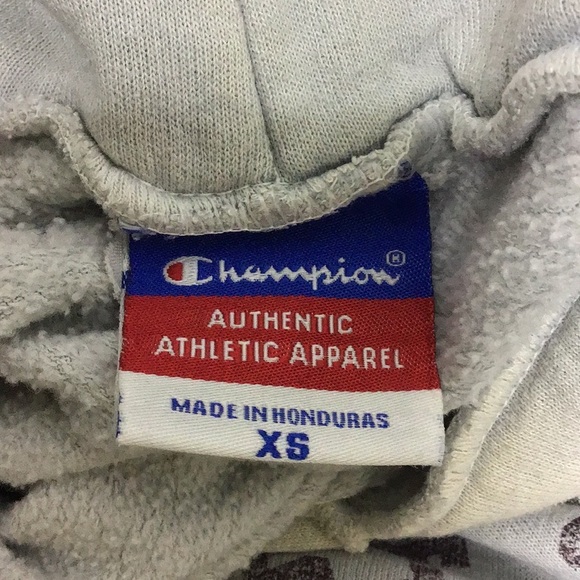 Champion®
AUTHENTIC
ATHLETIC APPAREL
MADE IN HONDURAS
XS